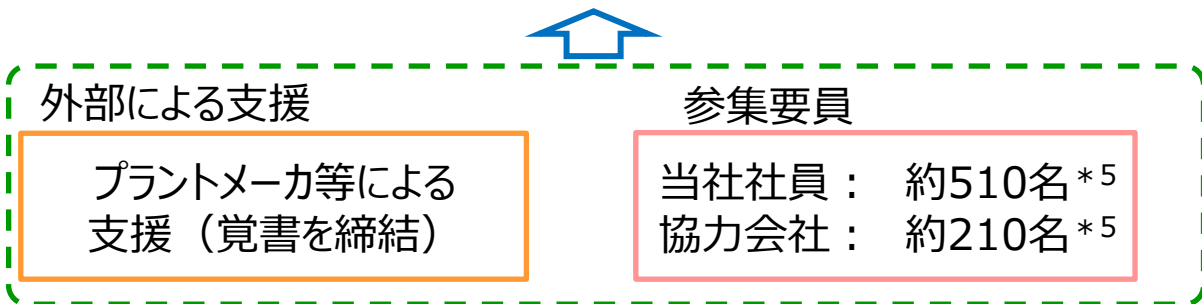 外部による支援
プラントメーカ等による
支援（覚書を締結）
参集要員
当社社員： 約510名＊5
協力会社： 約210名＊5